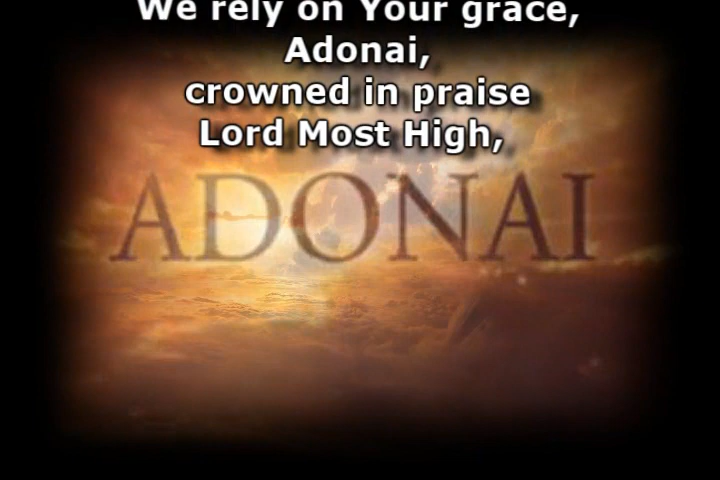 We rely on Your grace,
Adonai,
crowned in praise
Lord Most High,
ADONAI